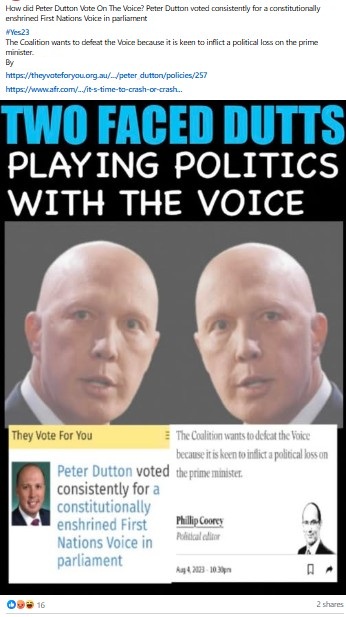 How did Peter Dutton Vote On The Voice? Peter Dutton voted consistently for a constitutionally
enshrined First Nations Voice in parliament
#Yes23
The Coalition wants to defeat the Voice because it is keen to inflict a political loss on the prime
minister.
By
https://theyvoteforyou.org.au/.../peter_dutton/policies/257
https://www.afr.com/.../it-s-time-to-crash-or-crash...
TWO FACED DUTTS
PLAYING POLITICS
WITH THE VOICE
They Vote For You
Peter Dutton voted
consistently for a
constitutionally
enshrined First
Nations Voice in
parliament
The Coalition wants to defeat the Voice
because it is keen to inflict a political loss on
the prime minister.
Phillip Coorey
Political editor
Aug 4, 2023 - 10.30pm
16
2 shares